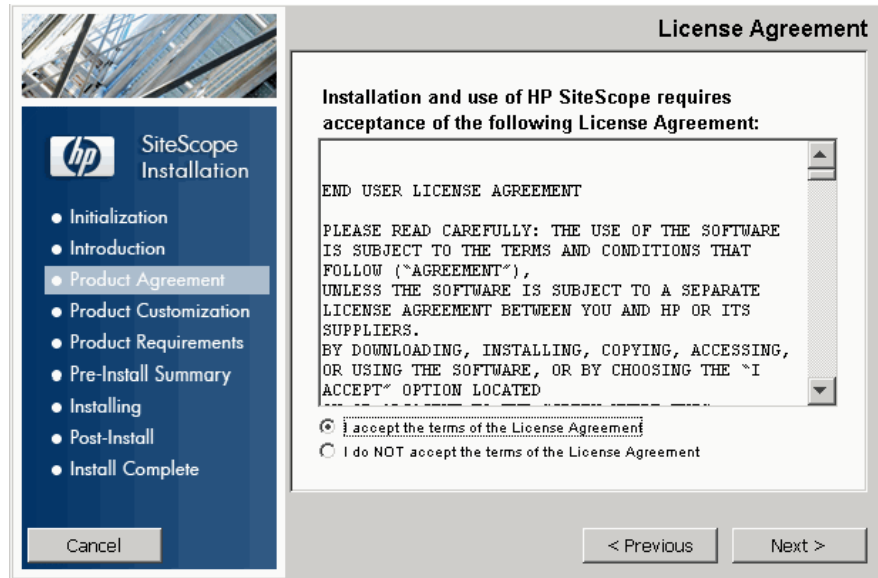 License Agreement
hp
SiteScope
Installation
Initialization
Introduction
Product Agreement
Product Customization
Product Requirements
Pre-Install Summary
Installing
Post-Install
Install Complete
Cancel
Installation and use of HP SiteScope requires
acceptance of the following License Agreement:
END USER LICENSE AGREEMENT
PLEASE READ CAREFULLY: THE USE OF THE SOFTWARE
IS SUBJECT TO THE TERMS AND CONDITIONS THAT
FOLLOW ("AGREEMENT"),
UNLESS THE SOFTWARE IS SUBJECT TO A SEPARATE
LICENSE AGREEMENT BETWEEN YOU AND HP OR ITS
SUPPLIERS.
BY DOWNLOADING, INSTALLING, COPYING, ACCESSING,
OR USING THE SOFTWARE, OR BY CHOOSING THE "I
ACCEPT" OPTION LOCATED
I accept the terms of the License Agreement
I do NOT accept the terms of the License Agreement
< Previous
Next >